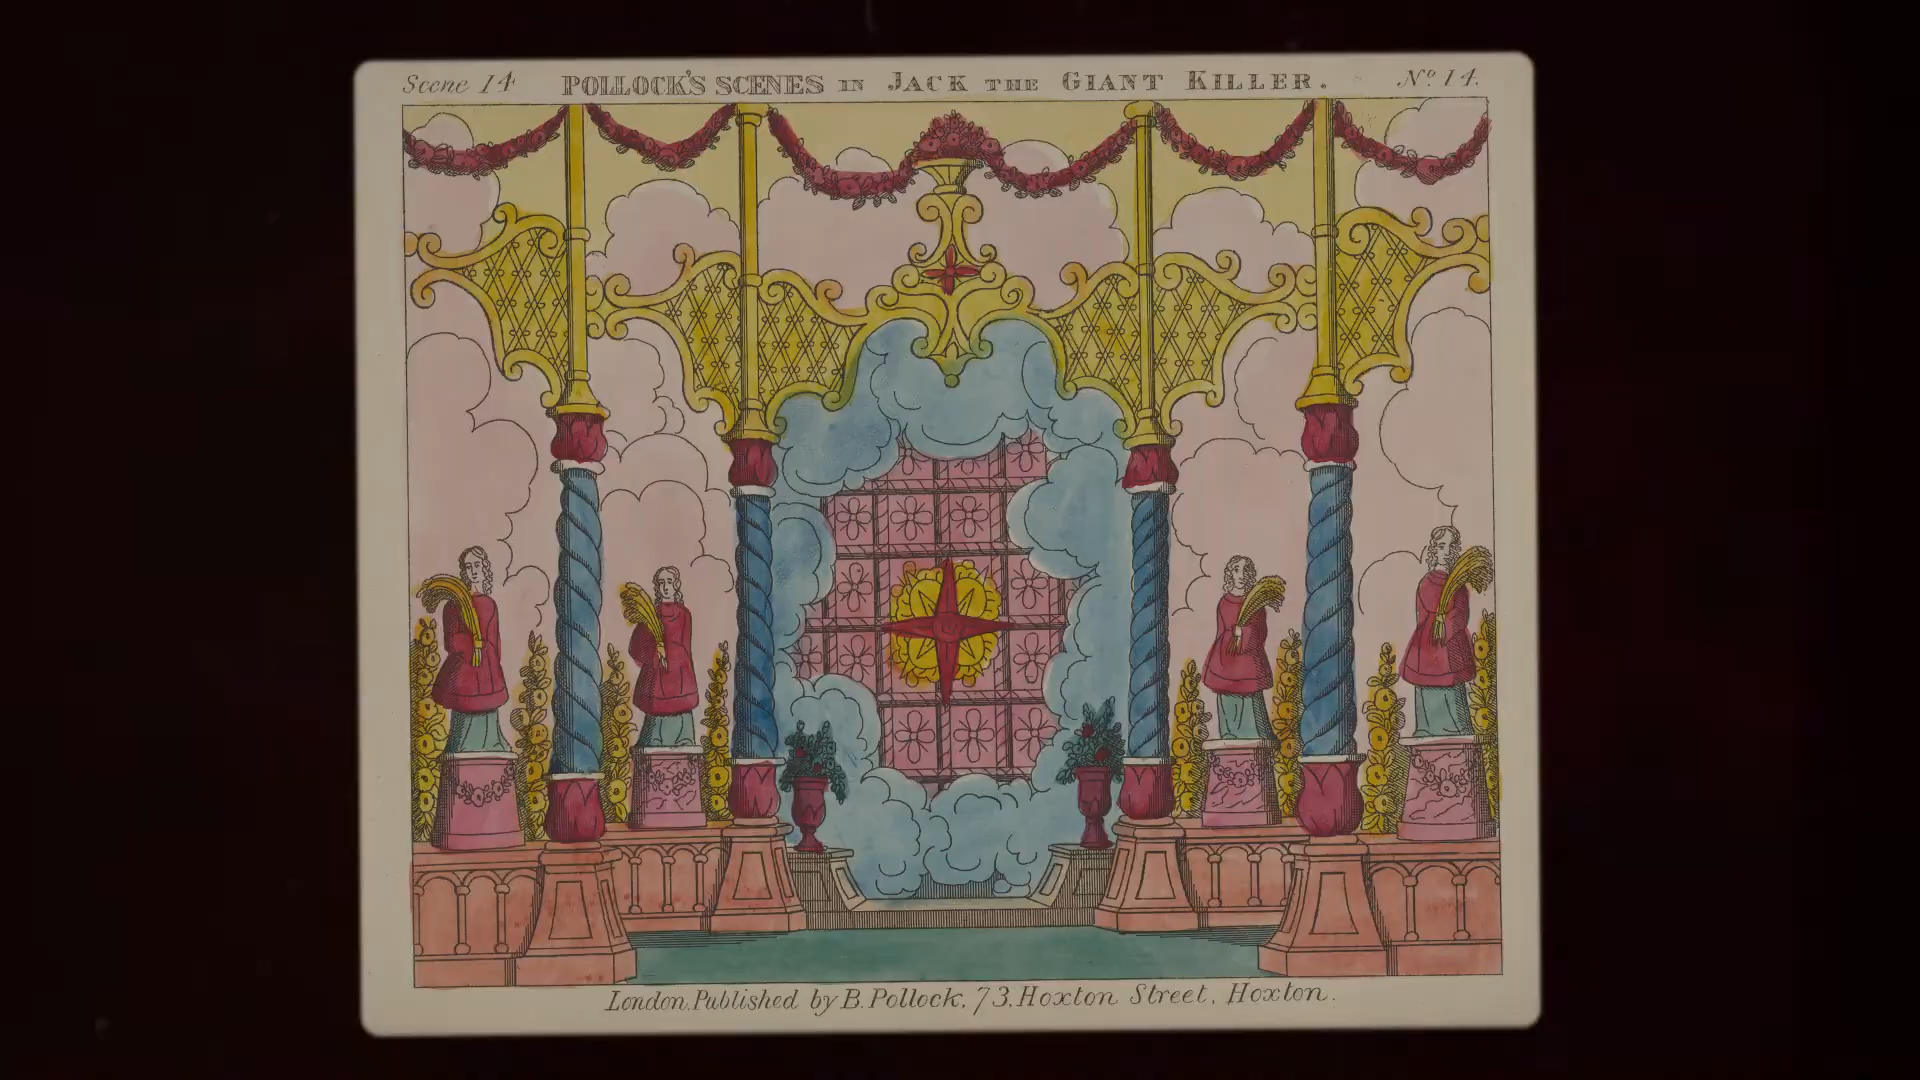 Scene 14 POLLOCK'S SCENES IN JACK THE GIANT KILLER. No. 14.
London. Published by B. Pollock, 73, Hoxton Street, Hoxton.